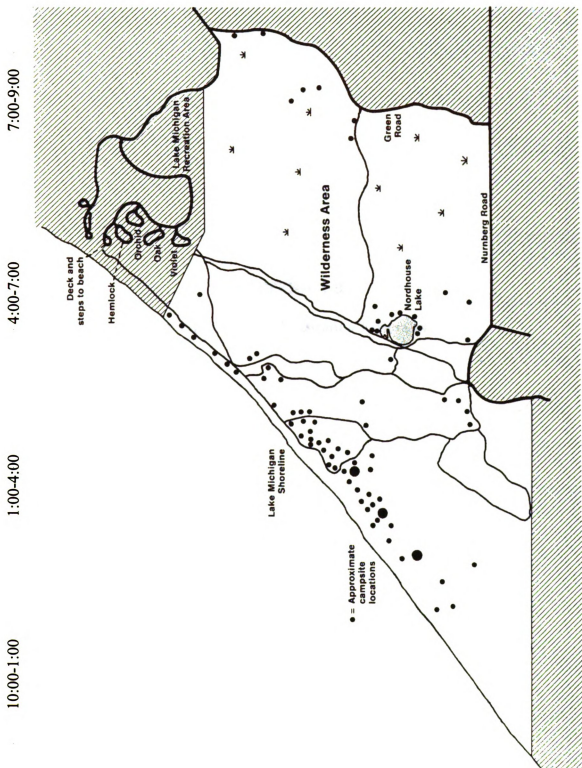 10:00-1:00
1:00-4:00
4:00-7:00
7:00-9:00
Deck and
steps to beach
Hemlock
Orchid
Oak
Violet
Lake Michigan
Recreation Area
Wilderness Area
Green
Road
Nordhouse
Lake
Nurnberg Road
Lake Michigan
Shoreline
● = Approximate
campsite
locations